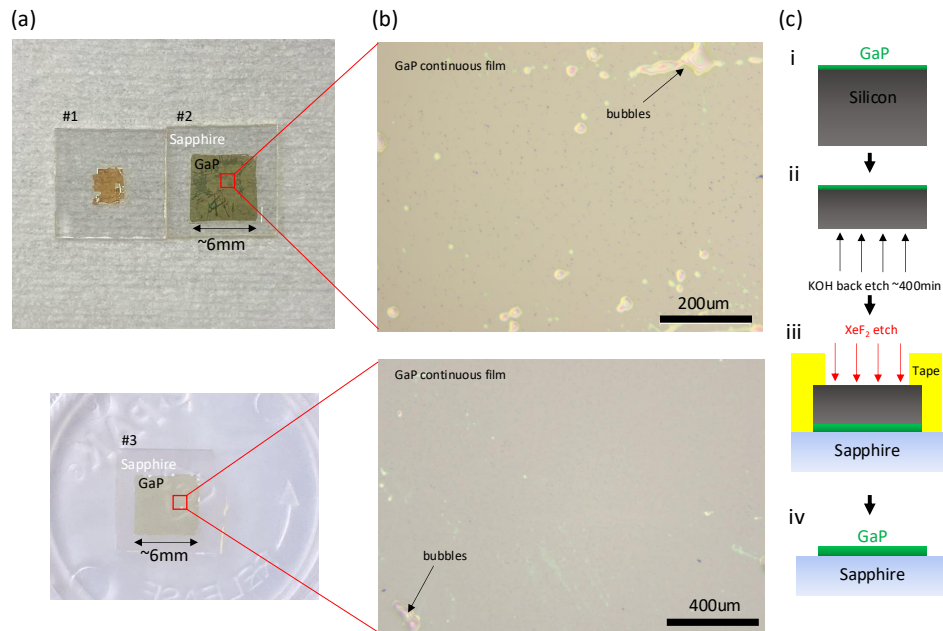 (a)
(b)
(c)
#1
#2
Sapphire
GaP
~6mm
GaP continuous film
bubbles
200um
#3
Sapphire
GaP
~6mm
GaP continuous film
bubbles
400um
i
GaP
Silicon
ii
KOH back etch ~400min
iii
XeF₂ etch
Tape
Sapphire
iv
GaP
Sapphire